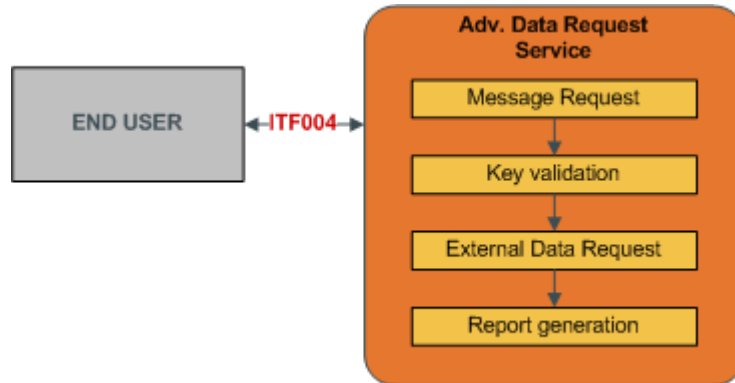 END USER
ITF004
Adv. Data Request
Service
Message Request
Key validation
External Data Request
Report generation